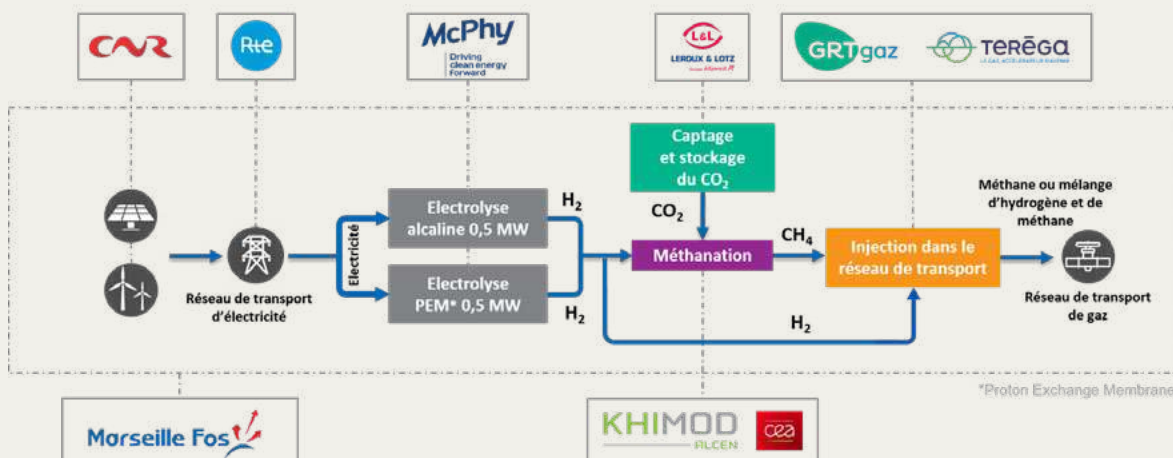 CNR
Rte
McPhy
Driving
clean energy
Forward
L&L
LEROUX & LOTZ
GRTgaz
TERĒGA
Captage
et stockage
du CO₂
Méthane ou mélange
d'hydrogène et de
méthane
Electrolyse
alcaline 0,5 MW
H₂
CO₂
Electricité
Méthanation
CH₄
Injection dans le
réseau de transport
Réseau de transport
d'électricité
Electrolyse
PEM* 0,5 MW
H₂
H₂
Réseau de transport
de gaz
*Proton Exchange Membrane
Marseille Fos
KHIMOD
ALCEN
cea